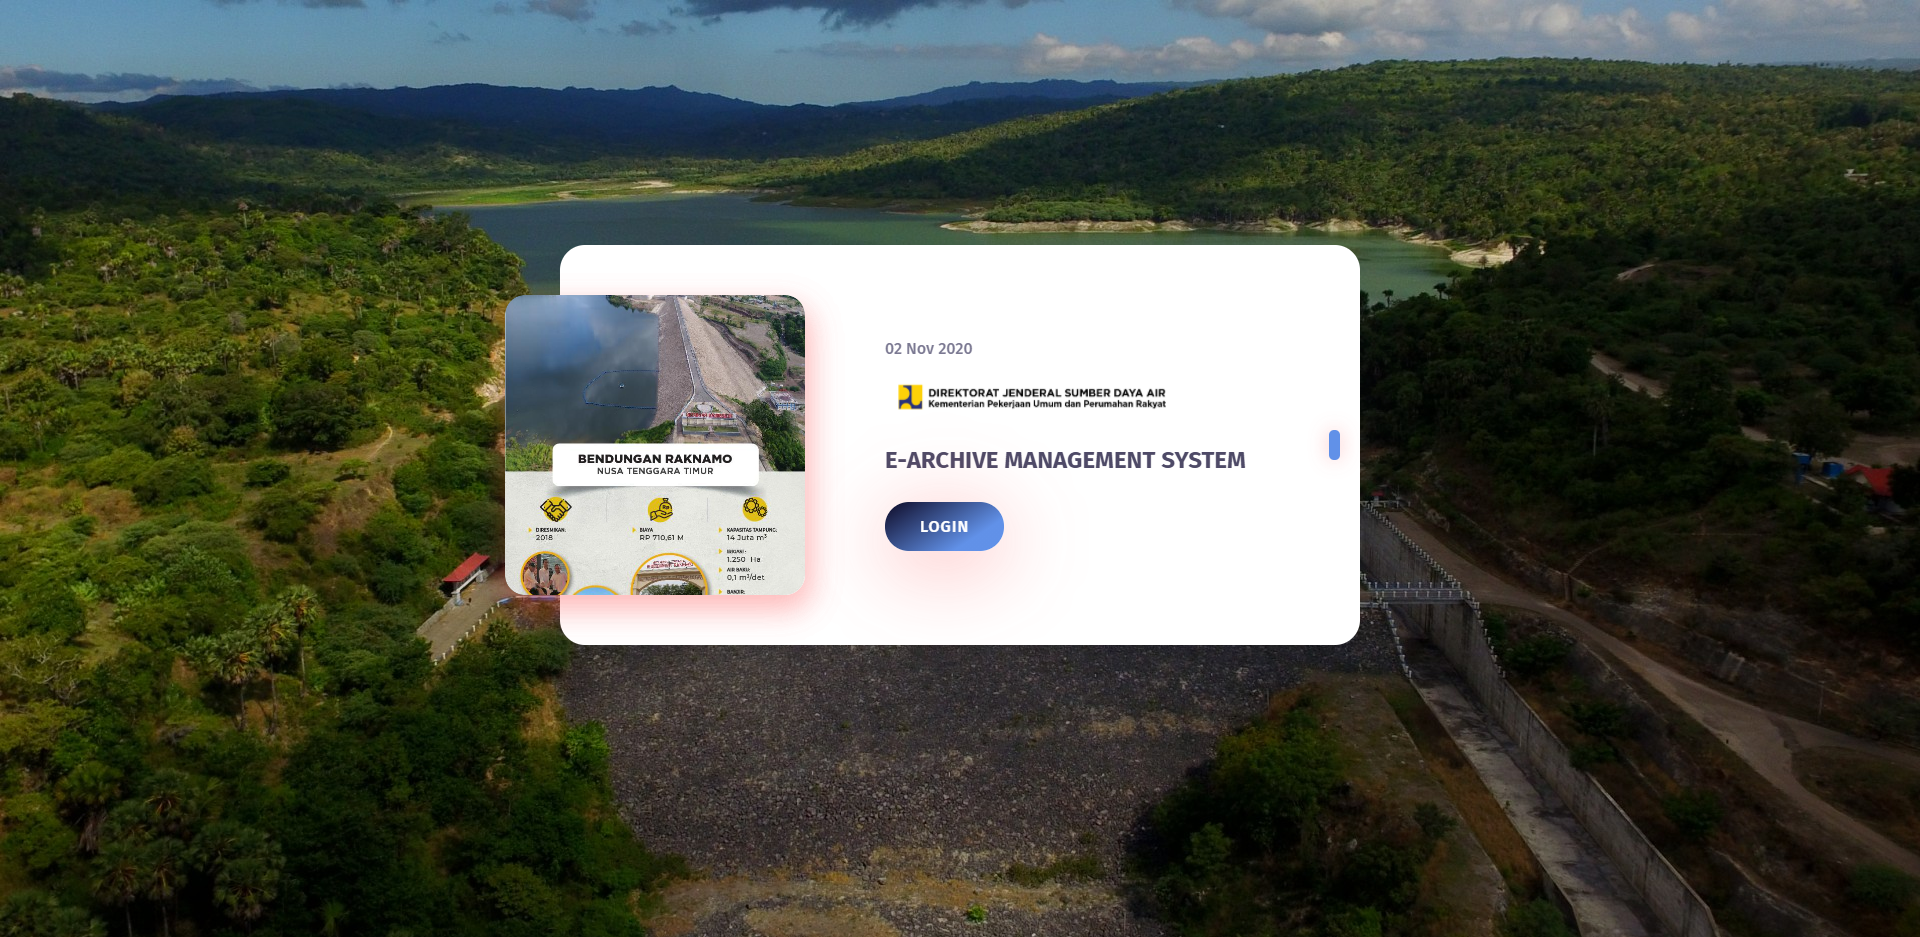 02 Nov 2020
DIREKTORAT JENDERAL SUMBER DAYA AIR
Kementerian Pekerjaan Umum dan Perumahan Rakyat
E-ARCHIVE MANAGEMENT SYSTEM
LOGIN
BENDUNGAN RAKNAMO
NUSA TENGGARA TIMUR
DIRESMIKAN:
2018
BIAYA
RP 710,61 M
KAPASITAS TAMPUNG:
14 Juta m³
IRIGASI:
1.250 Ha
AIR BAKU:
0,1 m³/det
BANJIR: